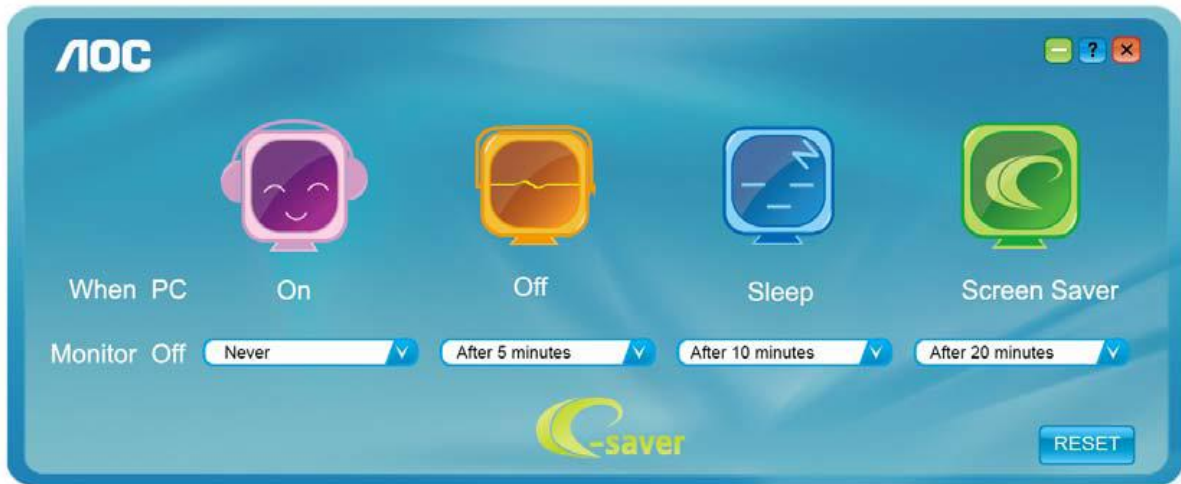 AOC
?
When PC On Off Sleep Screen Saver
Monitor Off Never After 5 minutes After 10 minutes After 20 minutes
e-saver
RESET